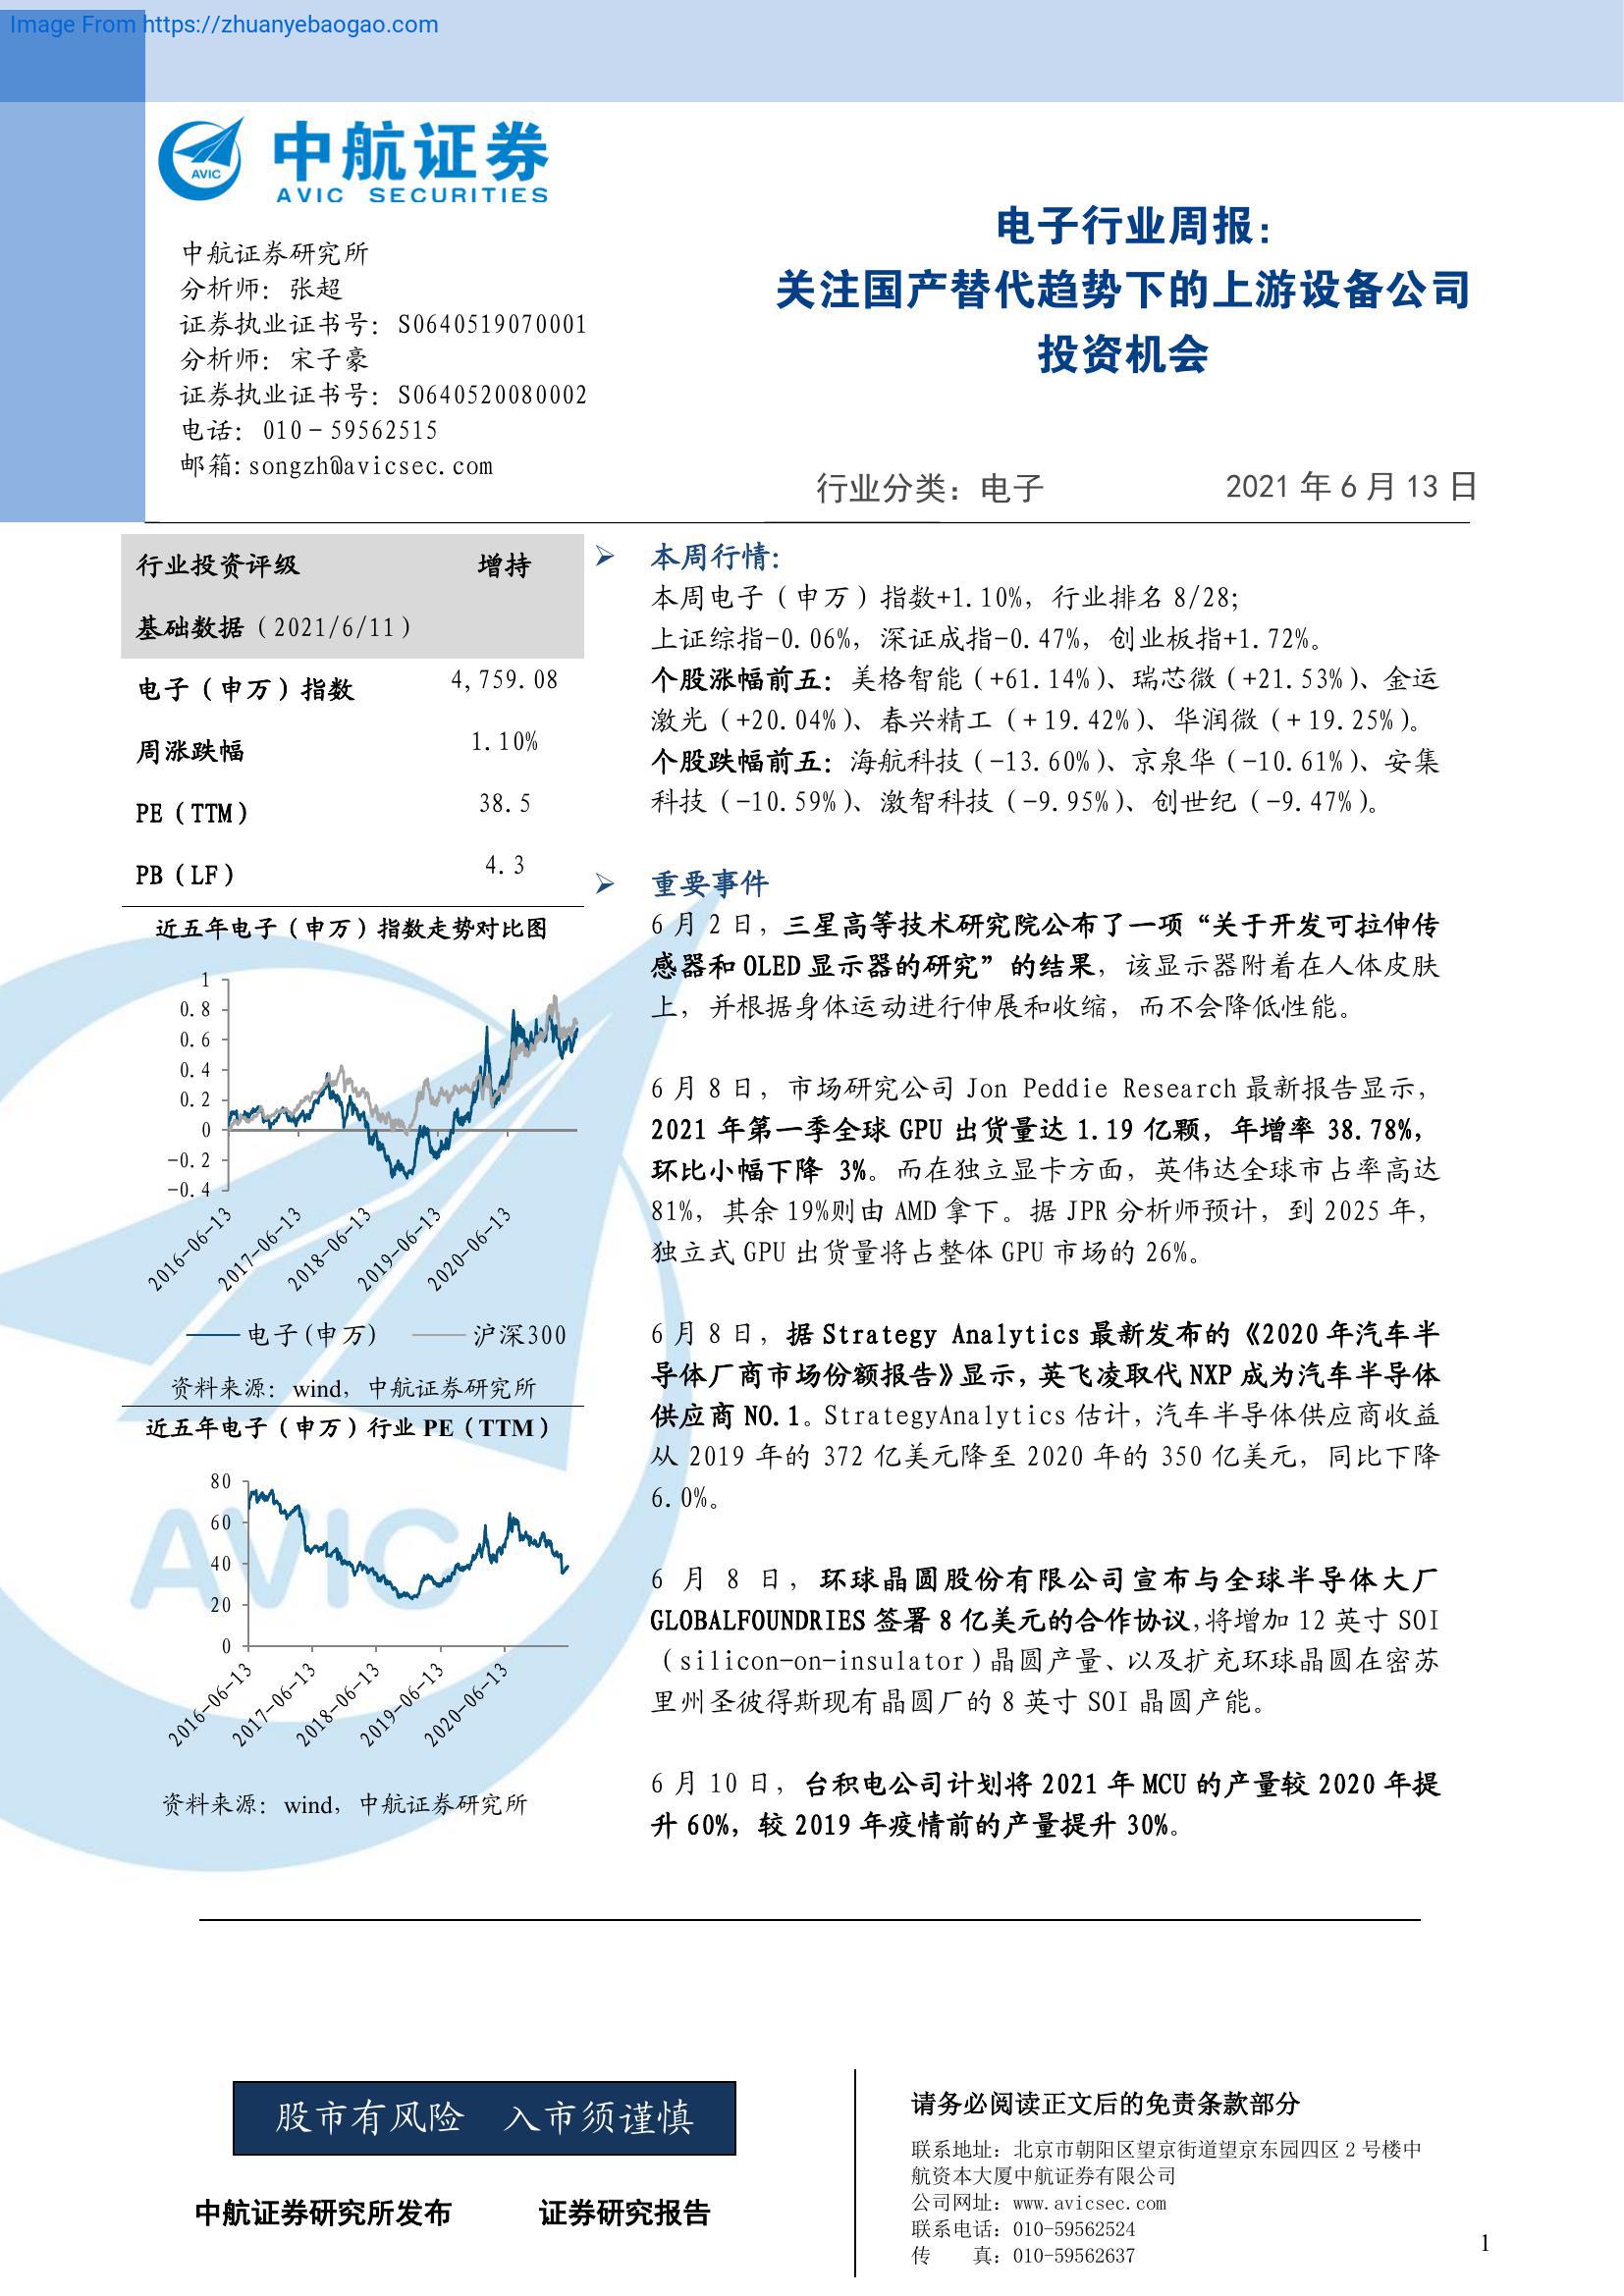 Image From https://zhuanyebaogao.com
AVIC
中航证券
AVIC SECURITIES
中航证券研究所
分析师：张超
证券执业证书号：S0640519070001
分析师：宋子豪
证券执业证书号：S0640520080002
电话：010－59562515
邮箱:songzh@avicsec.com
电子行业周报：
关注国产替代趋势下的上游设备公司
投资机会
行业分类：电子 2021年6月13日
行业投资评级 增持
基础数据（2021/6/11）
电子（申万）指数 4,759.08
周涨跌幅 1.10%
PE（TTM） 38.5
PB（LF） 4.3
近五年电子（申万）指数走势对比图
1
0.8
0.6
0.4
0.2
0
-0.2
-0.4
2016-06-13
2017-06-13
2018-06-13
2019-06-13
2020-06-13
电子(申万) 沪深300
资料来源：wind，中航证券研究所
近五年电子（申万）行业 PE（TTM）
80
60
40
20
0
2016-06-13
2017-06-13
2018-06-13
2019-06-13
2020-06-13
资料来源：wind，中航证券研究所
AVIC
本周行情：
本周电子（申万）指数+1.10%，行业排名 8/28;
上证综指-0.06%，深证成指-0.47%，创业板指+1.72%。
个股涨幅前五：美格智能（+61.14%）、瑞芯微（+21.53%）、金运
激光（+20.04%）、春兴精工（+19.42%）、华润微（+19.25%）。
个股跌幅前五：海航科技（-13.60%）、京泉华（-10.61%）、安集
科技（-10.59%）、激智科技（-9.95%）、创世纪（-9.47%）。
重要事件
6 月 2 日，三星高等技术研究院公布了一项“关于开发可拉伸传
感器和 OLED 显示器的研究”的结果，该显示器附着在人体皮肤
上，并根据身体运动进行伸展和收缩，而不会降低性能。
6 月 8 日，市场研究公司 Jon Peddie Research 最新报告显示，
2021 年第一季全球 GPU 出货量达 1.19 亿颗，年增率 38.78%，
环比小幅下降 3%。而在独立显卡方面，英伟达全球市占率高达
81%，其余 19%则由 AMD 拿下。据 JPR 分析师预计，到 2025 年，
独立式 GPU 出货量将占整体 GPU 市场的 26%。
6 月 8 日，据 Strategy Analytics 最新发布的《2020 年汽车半
导体厂商市场份额报告》显示，英飞凌取代 NXP 成为汽车半导体
供应商 NO.1。StrategyAnalytics 估计，汽车半导体供应商收益
从 2019 年的 372 亿美元降至 2020 年的 350 亿美元，同比下降
6.0%。
6 月 8 日，环球晶圆股份有限公司宣布与全球半导体大厂
GLOBALFOUNDRIES 签署 8 亿美元的合作协议,将增加 12 英寸 SOI
（silicon-on-insulator）晶圆产量、以及扩充环球晶圆在密苏
里州圣彼得斯现有晶圆厂的 8 英寸 SOI 晶圆产能。
6 月 10 日，台积电公司计划将 2021 年 MCU 的产量较 2020 年提
升 60%，较 2019 年疫情前的产量提升 30%。
股市有风险 入市须谨慎
中航证券研究所发布 证券研究报告
请务必阅读正文后的免责条款部分
联系地址：北京市朝阳区望京街道望京东园四区 2 号楼中
航资本大厦中航证券有限公司
公司网址：www.avicsec.com
联系电话：010-59562524
传 真：010-59562637
1